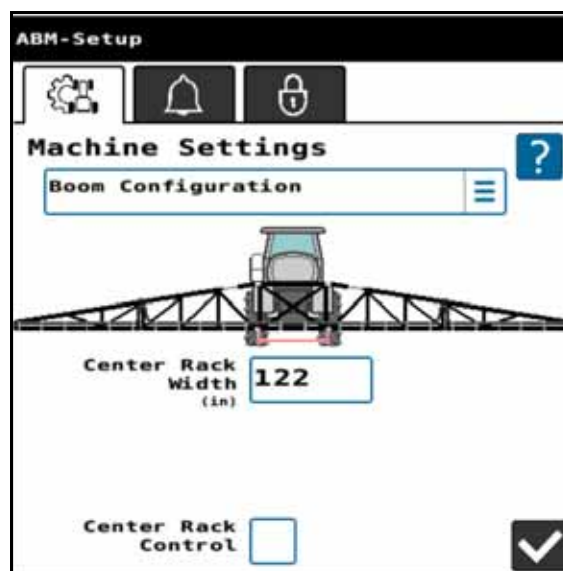 ABM-Setup
Machine Settings
?
Boom Configuration
Center Rack
Width
(in)
122
Center Rack
Control